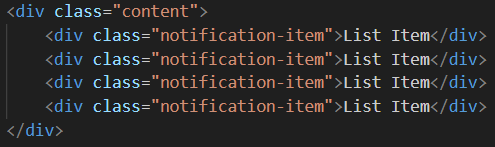 <div class="content">
    <div class="notification-item">List Item</div>
    <div class="notification-item">List Item</div>
    <div class="notification-item">List Item</div>
    <div class="notification-item">List Item</div>
</div>